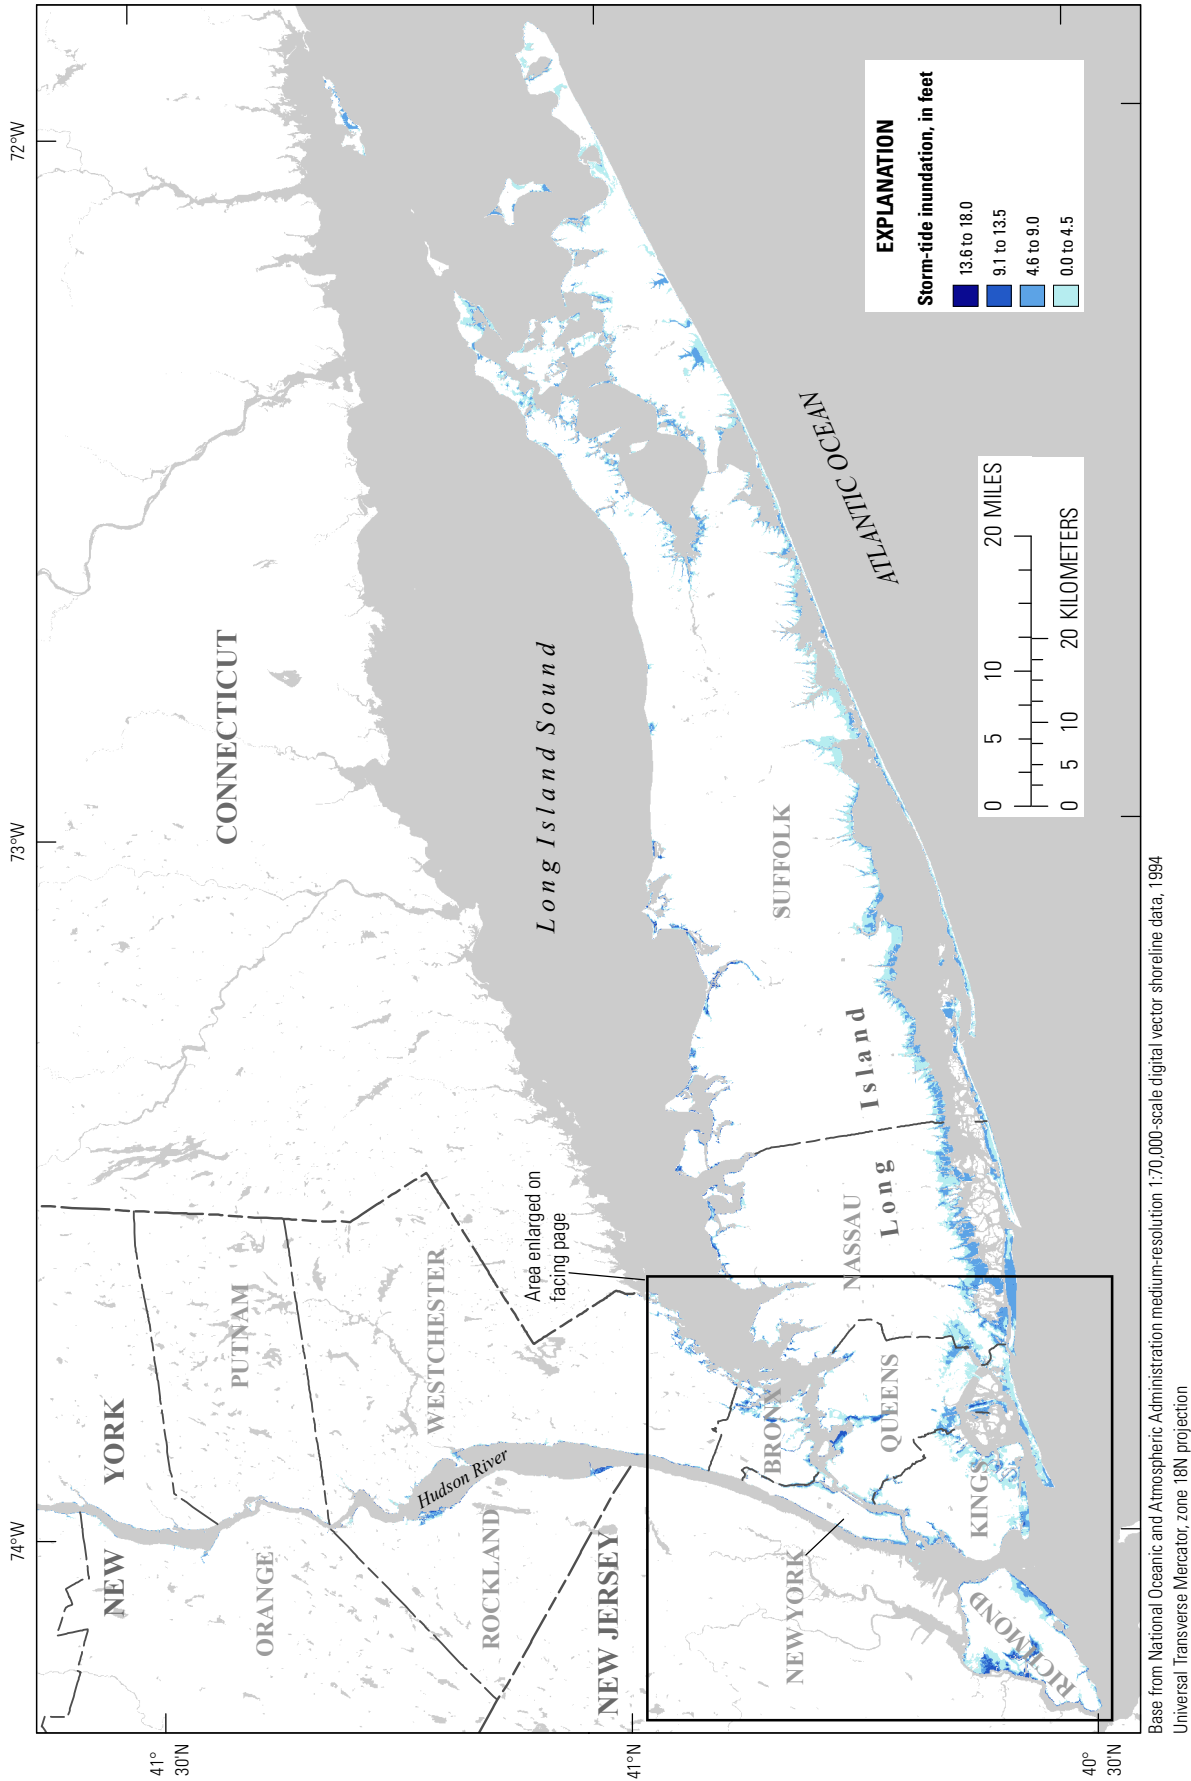 74°W
73°W
72°W
41°
30'N
41°N
40°
30'N
NEW YORK
CONNECTICUT
PUTNAM
ORANGE
WESTCHESTER
ROCKLAND
Hudson River
NEW JERSEY
Area enlarged on
facing page
Long Island Sound
BRONX
NEW YORK
QUEENS
KINGS
RICHMOND
NASSAU
SUFFOLK
Long Island
ATLANTIC OCEAN
EXPLANATION
Storm-tide inundation, in feet
13.6 to 18.0
9.1 to 13.5
4.6 to 9.0
0.0 to 4.5
0 5 10 20 MILES
0 5 10 20 KILOMETERS
Base from National Oceanic and Atmospheric Administration medium-resolution 1:70,000-scale digital vector shoreline data, 1994
Universal Transverse Mercator, zone 18N projection